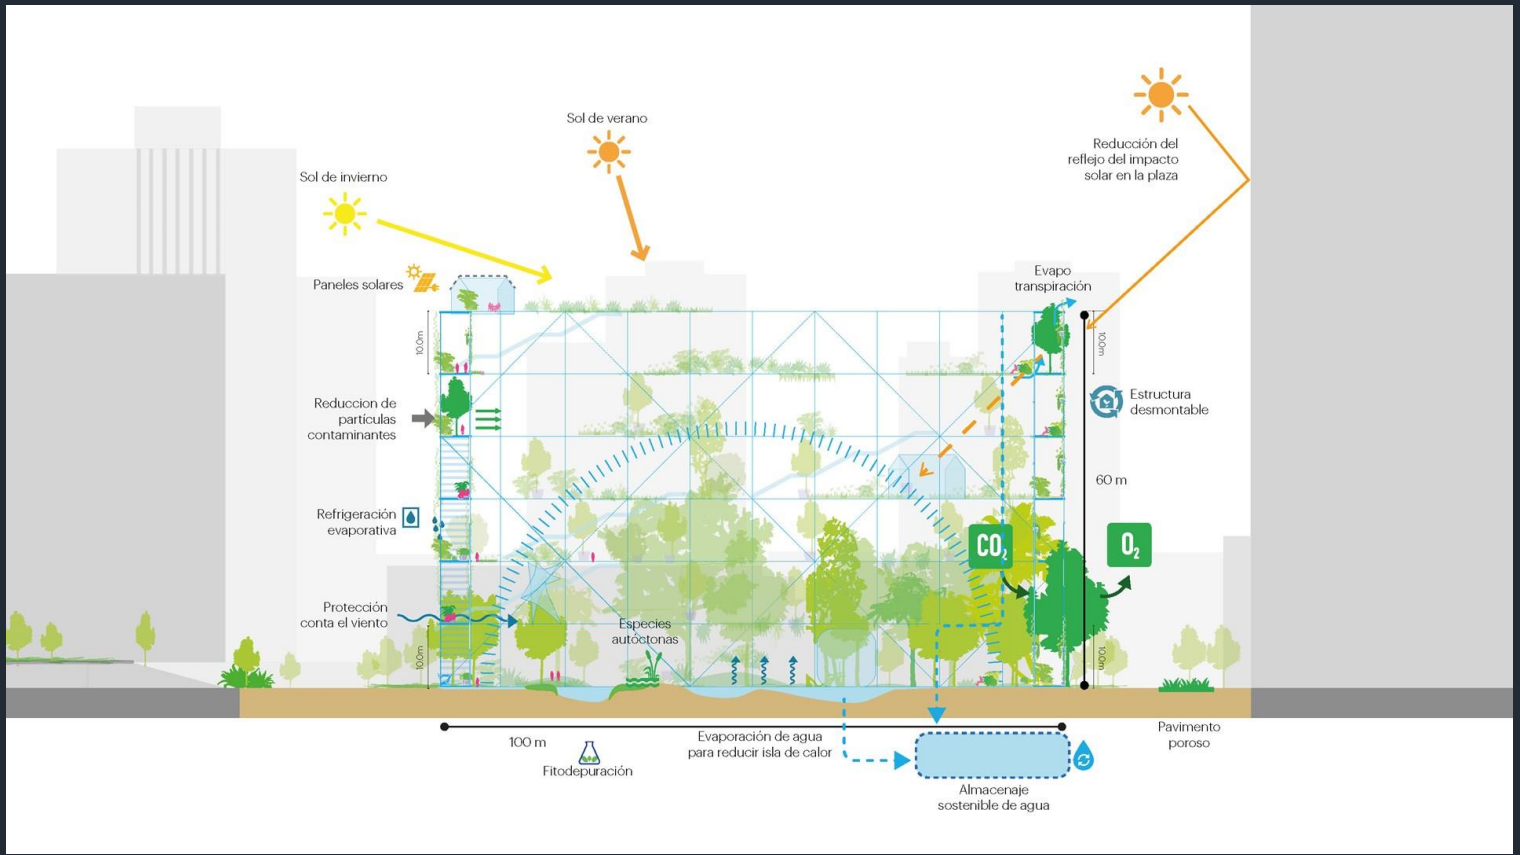 Sol de verano
Reducción del
reflejo del impacto
solar en la plaza
Sol de invierno
Paneles solares
Evapo
transpiración
10.0m
10.0m
Reduccion de
partículas
contaminantes
Estructura
desmontable
60 m
Refrigeración
evaporativa
CO2
O2
Protección
conta el viento
Especies
autóctonas
10.0m
10.0m
100 m
Fitodepuración
Evaporación de agua
para reducir isla de calor
Pavimento
poroso
Almacenaje
sostenible de agua